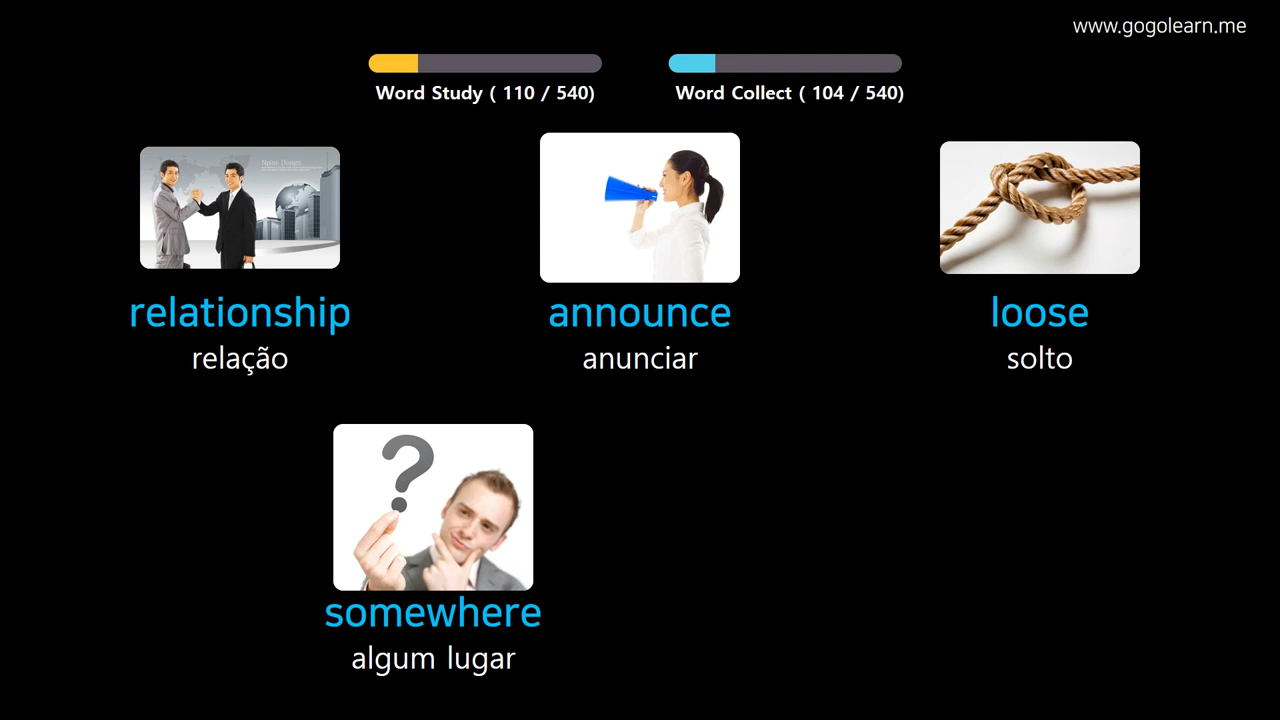 www.gogolearn.me
Word Study ( 110 / 540)
Word Collect ( 104 / 540)
relationship
relação
announce
anunciar
loose
solto
?
somewhere
algum lugar